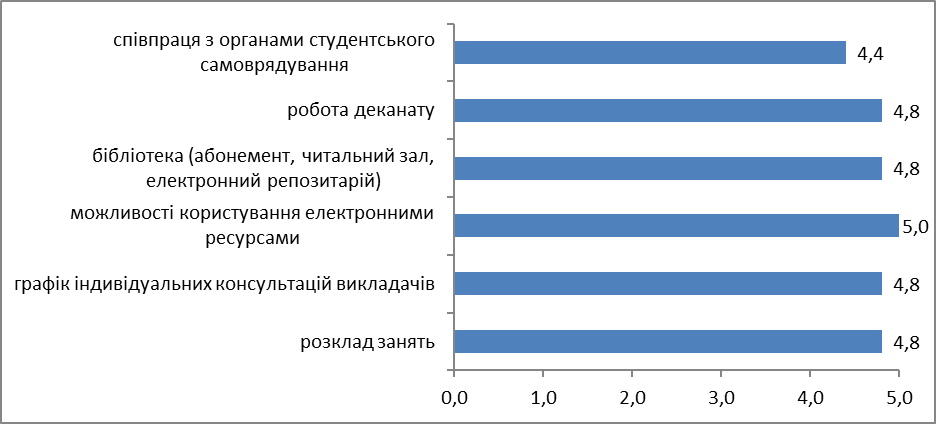 співпраця з органами студентського
самоврядування
4,4
робота деканату
4,8
бібліотека (абонемент, читальний зал,
електронний репозитарій)
4,8
можливості користування електронними
ресурсами
5,0
графік індивідуальних консультацій викладачів
4,8
розклад занять
4,8
0,0 1,0 2,0 3,0 4,0 5,0